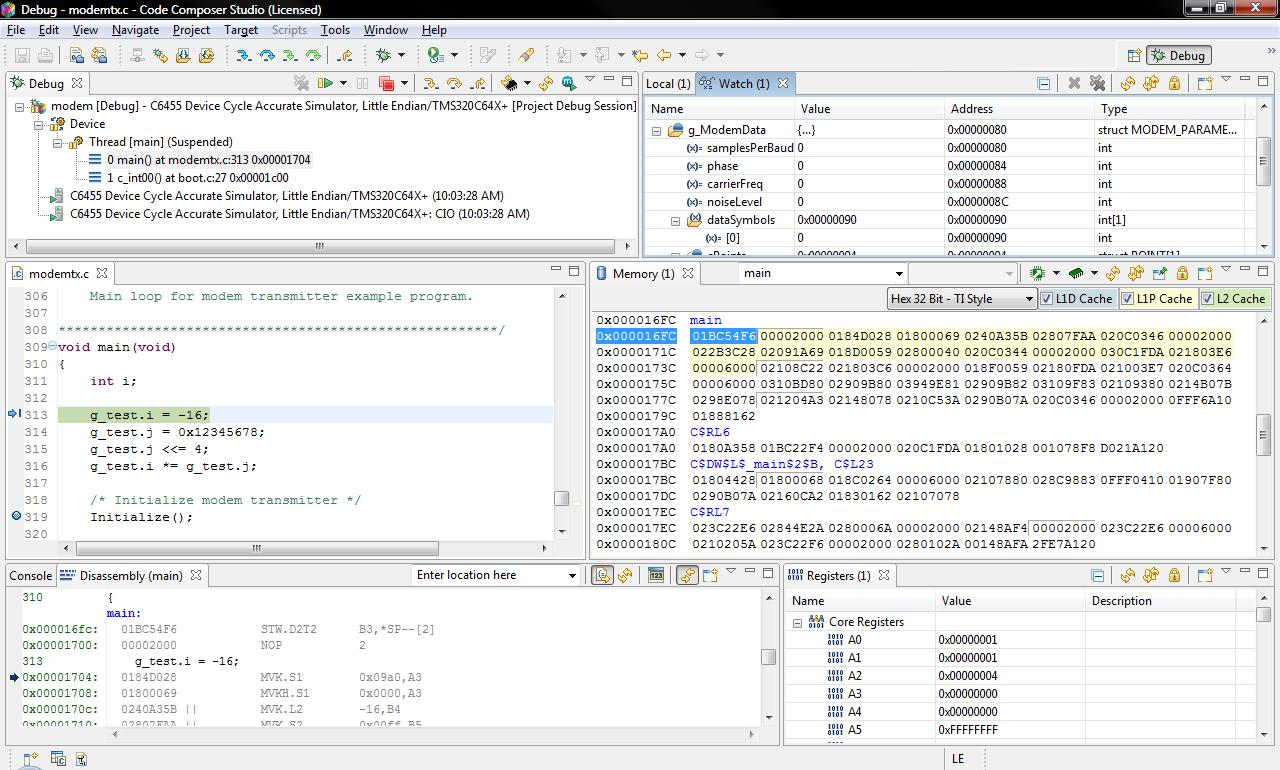 Debug - modemtx.c - Code Composer Studio (Licensed)
File Edit View Navigate Project Target Scripts Tools Window Help
Debug
Debug
modem [Debug] - C6455 Device Cycle Accurate Simulator, Little Endian/TMS320C64X+ [Project Debug Session]
Device
Thread [main] (Suspended)
0 main() at modemtx.c:313 0x00001704
1 c_int00() at boot.c:27 0x00001c00
C6455 Device Cycle Accurate Simulator, Little Endian/TMS320C64X+ (10:03:28 AM)
C6455 Device Cycle Accurate Simulator, Little Endian/TMS320C64X+: CIO (10:03:28 AM)
Local (1) Watch (1)
Name Value Address Type
g_ModemData {...} 0x00000080 struct MODEM_PARAME...
(x)= samplesPerBaud 0 0x00000080 int
(x)= phase 0 0x00000084 int
(x)= carrierFreq 0 0x00000088 int
(x)= noiseLevel 0 0x0000008C int
dataSymbols 0x00000090 0x00000090 int[1]
(x)= [0] 0 0x00000090 int
modemtx.c
306 Main loop for modem transmitter example program.
307
308 *******************************************************/
309 void main(void)
310 {
311 int i;
312
313 g_test.i = -16;
314 g_test.j = 0x12345678;
315 g_test.j <<= 4;
316 g_test.i *= g_test.j;
317
318 /* Initialize modem transmitter */
319 Initialize();
320
Memory (1) main
Hex 32 Bit - TI Style L1D Cache L1P Cache L2 Cache
0x000016FC main
0x000016FC 01BC54F6 00002000 0184D028 01800069 0240A35B 02807FAA 020C0346 00002000
0x0000171C 022B3C28 02091A69 018D0059 02800040 020C0344 00002000 030C1FDA 021803E6
0x0000173C 00006000 02108C22 021803C6 00002000 018F0059 02180FDA 021003E7 020C0364
0x0000175C 00006000 0310BD80 02909B80 03949E81 02909B82 03109F83 02109380 0214B07B
0x0000177C 0298E078 021204A3 02148078 0210C53A 0290B07A 020C0346 00002000 0FFF6A10
0x0000179C 01888162
0x000017A0 C$RL6
0x000017A0 0180A358 01BC22F4 00002000 020C1FDA 01801028 001078F8 D021A120
0x000017BC C$DW$L$_main$2$B, C$L23
0x000017BC 01804428 01800068 018C0264 00006000 02107880 028C9883 0FFF0410 01907F80
0x000017DC 0290B07A 02160CA2 01830162 02107078
0x000017EC C$RL7
0x000017EC 023C22E6 02844E2A 0280006A 00002000 02148AF4 00002000 023C22E6 00006000
0x0000180C 0210205A 023C22F6 00002000 0280102A 00148AFA 2FE7A120
Console Disassembly (main) Enter location here
310 {
main:
0x000016fc: 01BC54F6 STW.D2T2 B3,*SP--[2]
0x00001700: 00002000 NOP 2
313 g_test.i = -16;
0x00001704: 0184D028 MVK.S1 0x09a0,A3
0x00001708: 01800069 MVKH.S1 0x0000,A3
0x0000170c: 0240A35B || MVK.L2 -16,B4
0x00001710: 02807FAA || MVK.S2 0x00ff,B5
Registers (1)
Name Value Description
Core Registers
A0 0x00000001
A1 0x00000001
A2 0x00000004
A3 0x00000000
A4 0x00000000
A5 0xFFFFFFFF
LE